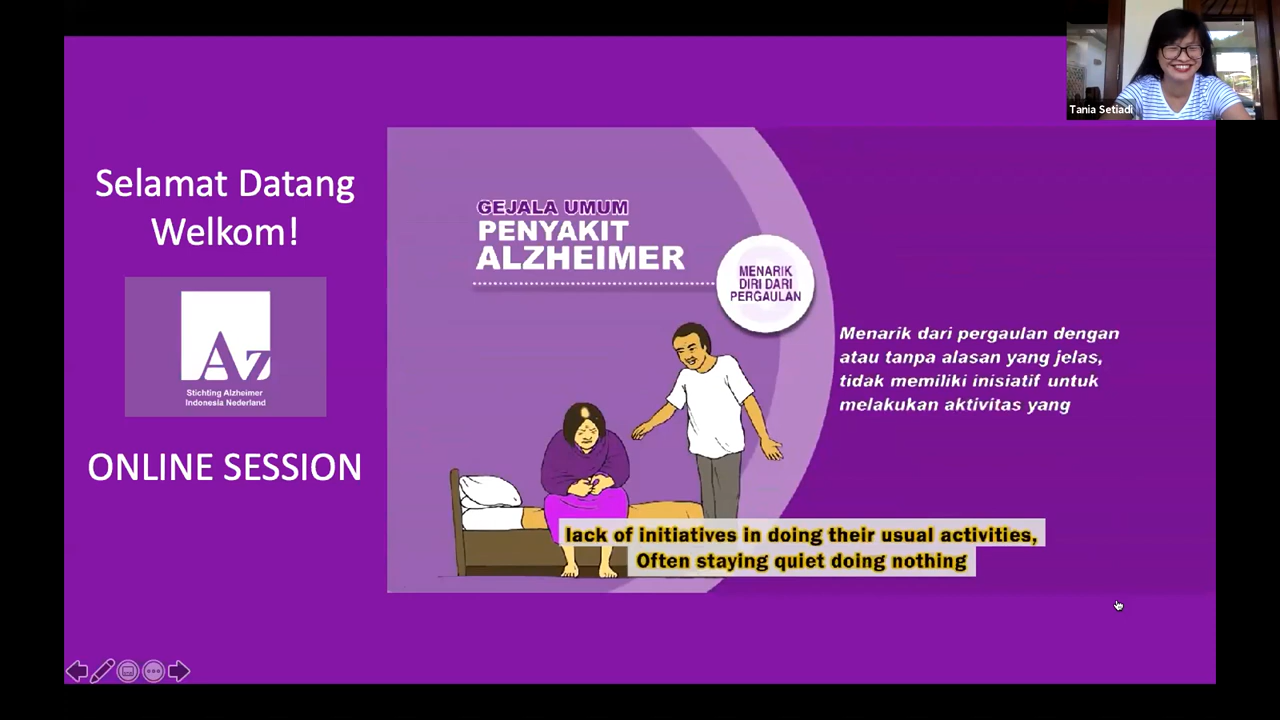 Selamat Datang
Welkom!
Az
Stichting Alzheimer
Indonesia Nederland
ONLINE SESSION
GEJALA UMUM
PENYAKIT
ALZHEIMER
MENARIK
DIRI DARI
PERGAULAN
Menarik dari pergaulan dengan
atau tanpa alasan yang jelas,
tidak memiliki inisiatif untuk
melakukan aktivitas yang
lack of initiatives in doing their usual activities,
Often staying quiet doing nothing
Tania Setiadi